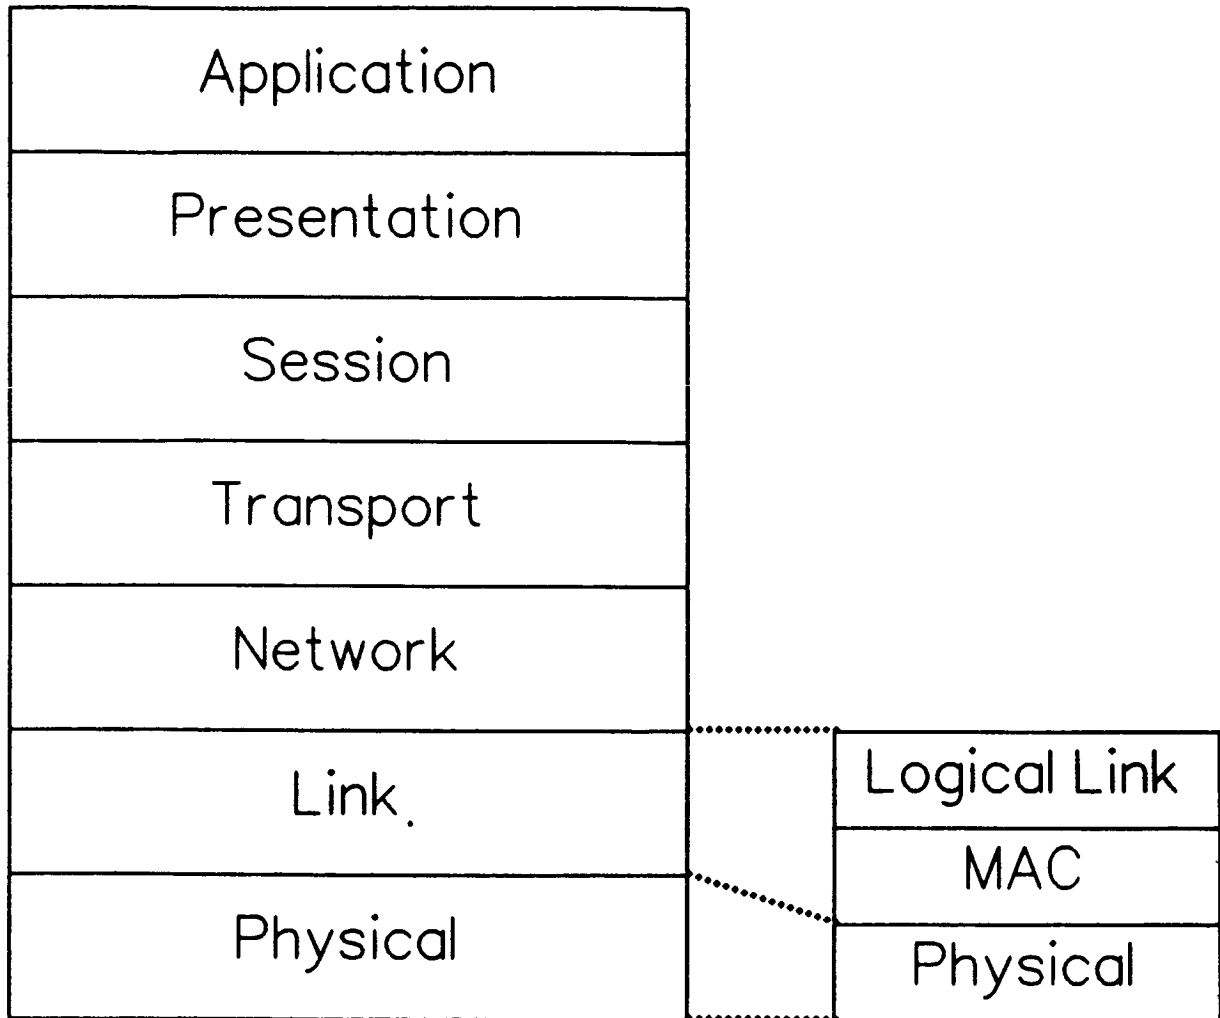 Application
Presentation
Session
Transport
Network
Link
Physical
Logical Link
MAC
Physical